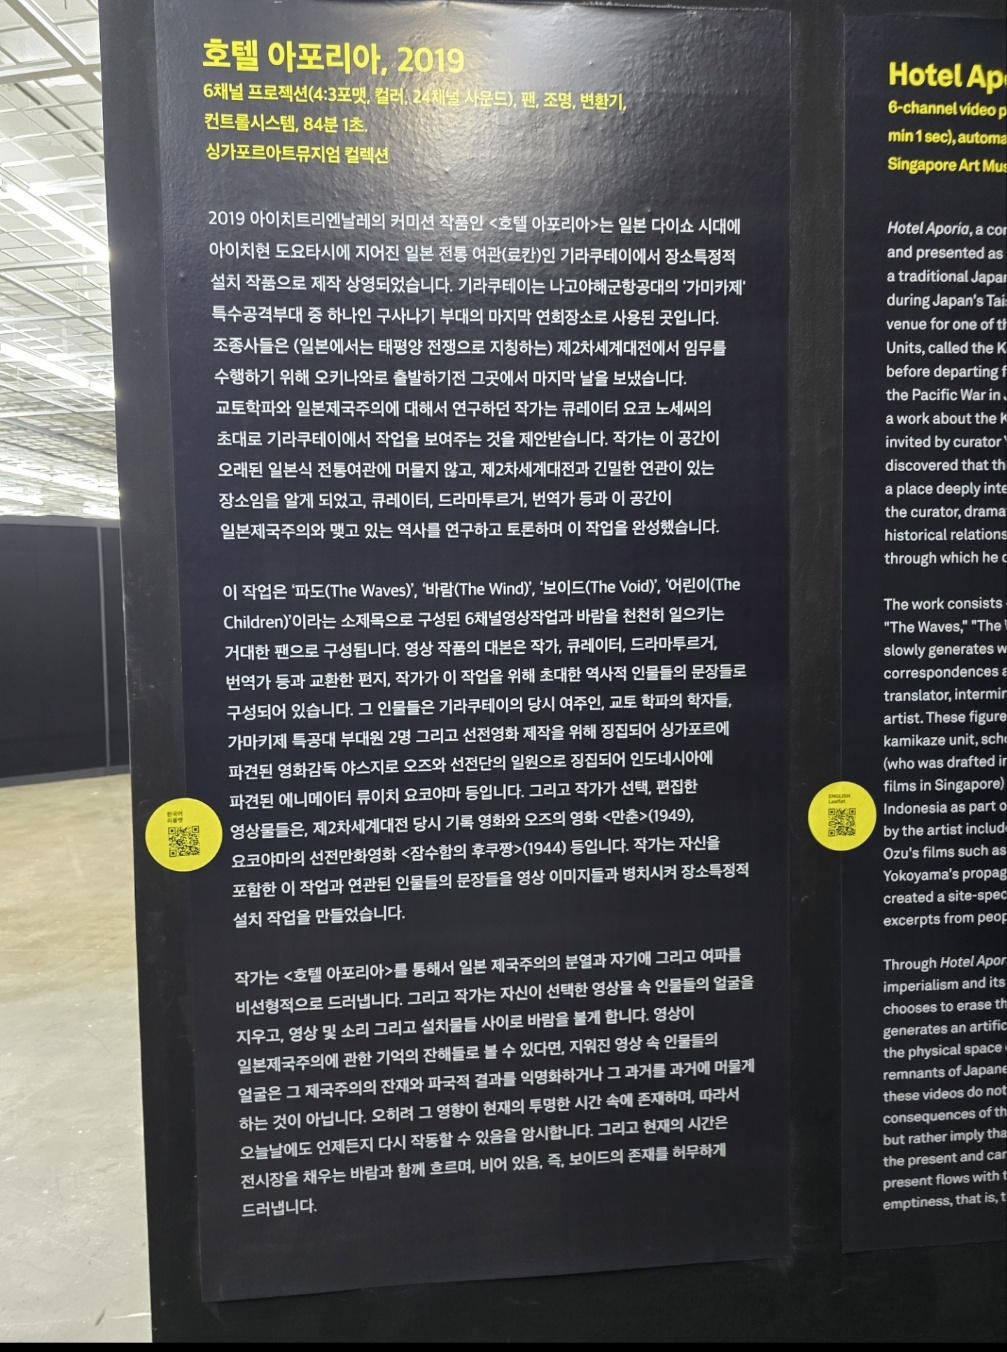 호텔 아포리아, 2019
6채널 프로젝션(4:3포맷, 컬러, 24채널 사운드), 팬, 조명, 변환기,
컨트롤시스템, 84분 1초.
싱가포르아트뮤지엄 컬렉션
2019 아이치트리엔날레의 커미션 작품인 <호텔 아포리아>는 일본 다이쇼 시대에
아이치현 도요타시에 지어진 일본 전통 여관(료칸)인 기라쿠테이에서 장소특정적
설치 작품으로 제작 상영되었습니다. 기라쿠테이는 나고야해군항공대의 '가미카제'
특수공격부대 중 하나인 구사나기 부대의 마지막 연회장소로 사용된 곳입니다.
조종사들은 (일본에서는 태평양 전쟁으로 지칭하는) 제2차세계대전에서 임무를
수행하기 위해 오키나와로 출발하기전 그곳에서 마지막 날을 보냈습니다.
교토학파와 일본제국주의에 대해서 연구하던 작가는 큐레이터 요코 노세씨의
초대로 기라쿠테이에서 작업을 보여주는 것을 제안받습니다. 작가는 이 공간이
오래된 일본식 전통여관에 머물지 않고, 제2차세계대전과 긴밀한 연관이 있는
장소임을 알게 되었고, 큐레이터, 드라마투르거, 번역가 등과 이 공간이
일본제국주의와 맺고 있는 역사를 연구하고 토론하며 이 작업을 완성했습니다.
이 작업은 '파도(The Waves)', '바람(The Wind)', '보이드(The Void)', '어린이(The
Children)'이라는 소제목으로 구성된 6채널영상작업과 바람을 천천히 일으키는
거대한 팬으로 구성됩니다. 영상 작품의 대본은 작가, 큐레이터, 드라마투르거,
번역가 등과 교환한 편지, 작가가 이 작업을 위해 초대한 역사적 인물들의 문장들로
구성되어 있습니다. 그 인물들은 기라쿠테이의 당시 여주인, 교토 학파의 학자들,
가마키제 특공대 부대원 2명 그리고 선전영화 제작을 위해 징집되어 싱가포르에
파견된 영화감독 야스지로 오즈와 선전단의 일원으로 징집되어 인도네시아에
파견된 에니메이터 류이치 요코야마 등입니다. 그리고 작가가 선택, 편집한
영상물들은, 제2차세계대전 당시 기록 영화와 오즈의 영화 <만춘>(1949),
요코야마의 선전만화영화 <잠수함의 후쿠짱>(1944) 등입니다. 작가는 자신을
포함한 이 작업과 연관된 인물들의 문장들을 영상 이미지들과 병치시켜 장소특정적
설치 작업을 만들었습니다.
작가는 <호텔 아포리아>를 통해서 일본 제국주의의 분열과 자기애 그리고 여파를
비선형적으로 드러냅니다. 그리고 작가는 자신이 선택한 영상물 속 인물들의 얼굴을
지우고, 영상 및 소리 그리고 설치물들 사이로 바람을 불게 합니다. 영상이
일본제국주의에 관한 기억의 잔해들로 볼 수 있다면, 지워진 영상 속 인물들의
얼굴은 그 제국주의의 잔재와 파국적 결과를 익명화하거나 그 과거를 과거에 머물게
하는 것이 아닙니다. 오히려 그 영향이 현재의 투명한 시간 속에 존재하며, 따라서
오늘날에도 언제든지 다시 작동할 수 있음을 암시합니다. 그리고 현재의 시간은
전시장을 채우는 바람과 함께 흐르며, 비어 있음, 즉, 보이드의 존재를 허무하게
드러냅니다.
한국어
리플렛
Hotel Ap
6-channel video p
min 1 sec), automa
Singapore Art Mus
Hotel Aporia, a con
and presented as
a traditional Japan
during Japan's Tai
venue for one of th
Units, called the K
before departing f
the Pacific War in J
a work about the K
invited by curator Y
discovered that th
a place deeply inte
the curator, drama
historical relations
through which he c
The work consists
"The Waves," "The W
slowly generates w
correspondences a
translator, intermin
artist. These figure
kamikaze unit, scho
(who was drafted in
films in Singapore)
Indonesia as part o
by the artist includ
Ozu's films such as
Yokoyama's propag
created a site-spec
excerpts from peop
Through Hotel Apor
imperialism and its
chooses to erase th
generates an artific
the physical space
remnants of Japane
these videos do not
consequences of th
but rather imply tha
the present and can
present flows with t
emptiness, that is, t
ENGLISH
Leaflet